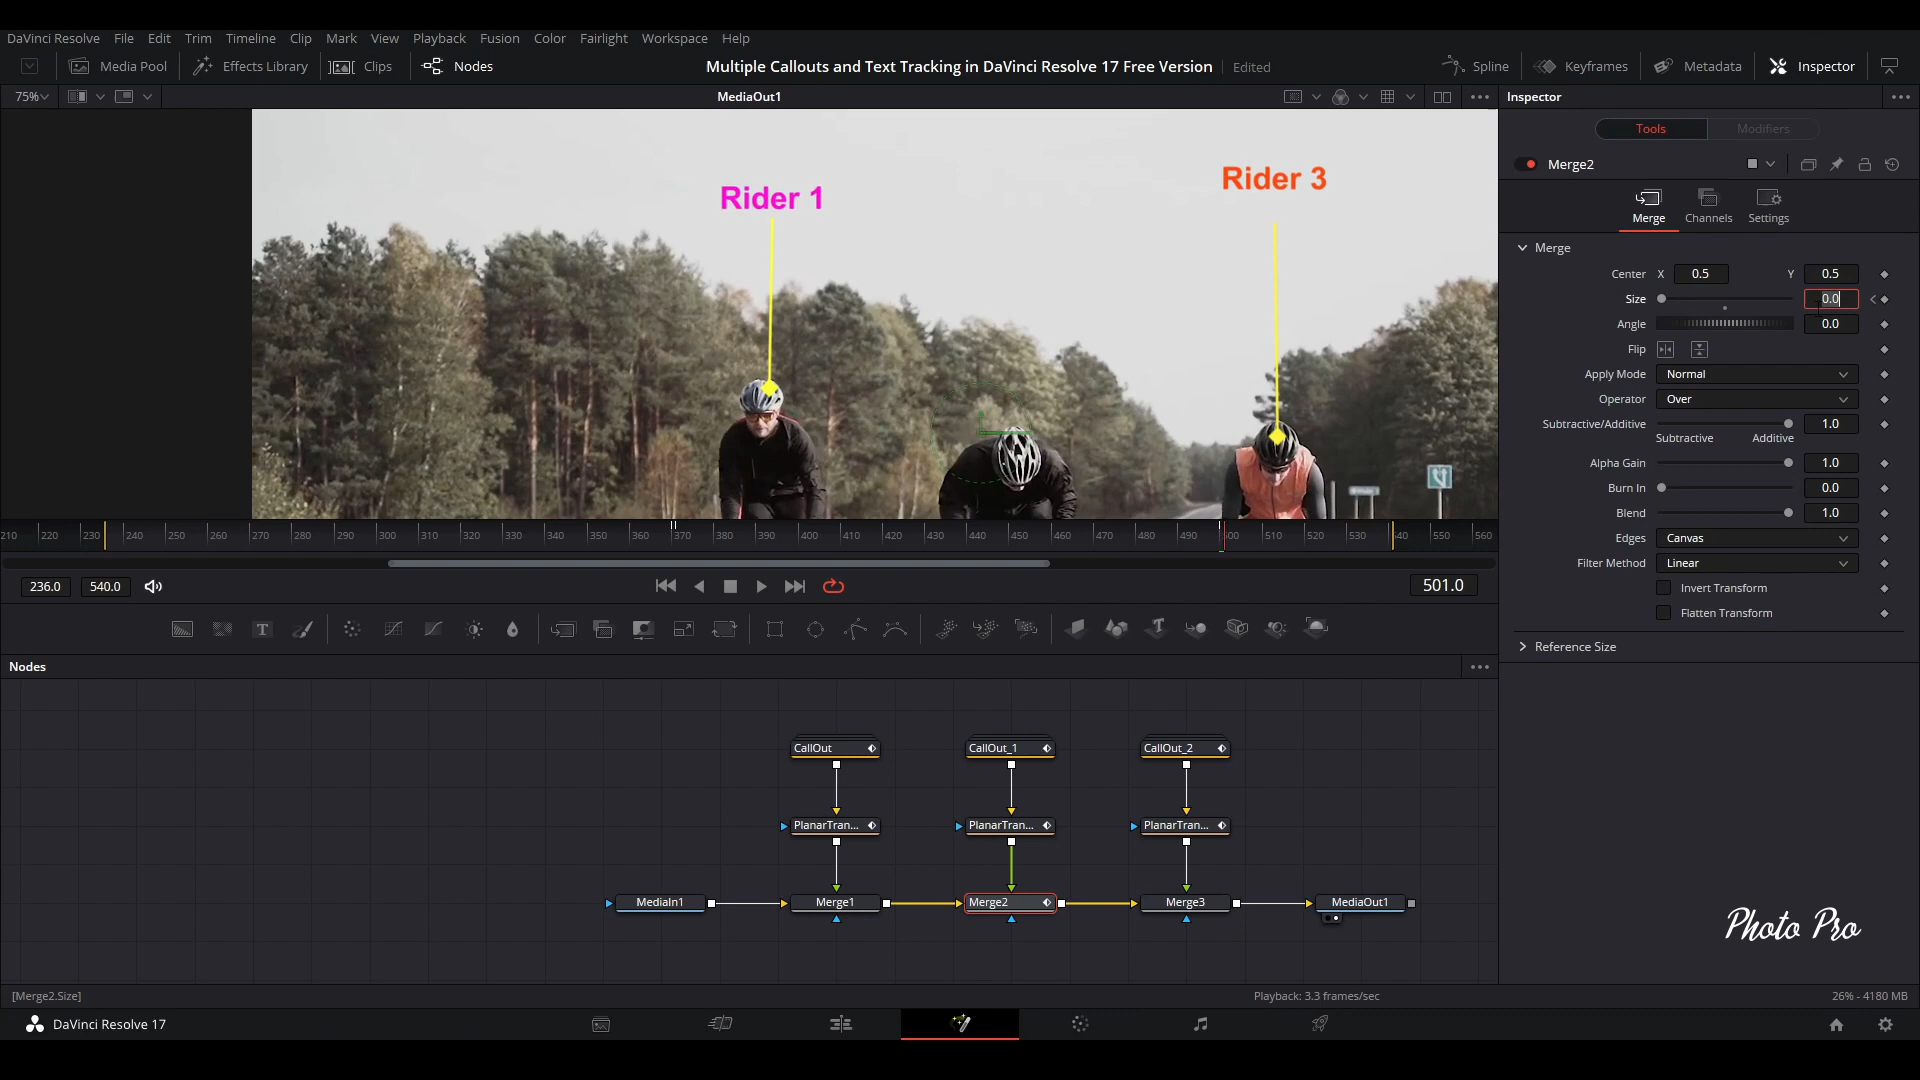 DaVinci Resolve File Edit Trim Timeline Clip Mark View Playback Fusion Color Fairlight Workspace Help
Media Pool Effects Library Clips Nodes Multiple Callouts and Text Tracking in DaVinci Resolve 17 Free Version Edited Spline Keyframes Metadata Inspector
75% MediaOut1 Inspector
Tools Modifiers
Merge2
Merge Channels Settings
Merge
Center X 0.5 Y 0.5
Size 0.0
Angle 0.0
Flip
Apply Mode Normal
Operator Over
Subtractive/Additive 1.0
Subtractive Additive
Alpha Gain 1.0
Burn In 0.0
Blend 1.0
Edges Canvas
Filter Method Linear
Invert Transform
Flatten Transform
Reference Size
Rider 1
Rider 3
210 220 230 240 250 260 270 280 290 300 310 320 330 340 350 360 370 380 390 400 410 420 430 440 450 460 470 480 490 500 510 520 530 540 550 560
236.0 540.0 501.0
Nodes
CallOut CallOut_1 CallOut_2
PlanarTran... PlanarTran... PlanarTran...
MediaIn1 Merge1 Merge2 Merge3 MediaOut1
Photo Pro
[Merge2.Size] Playback: 3.3 frames/sec 26% - 4180 MB
DaVinci Resolve 17